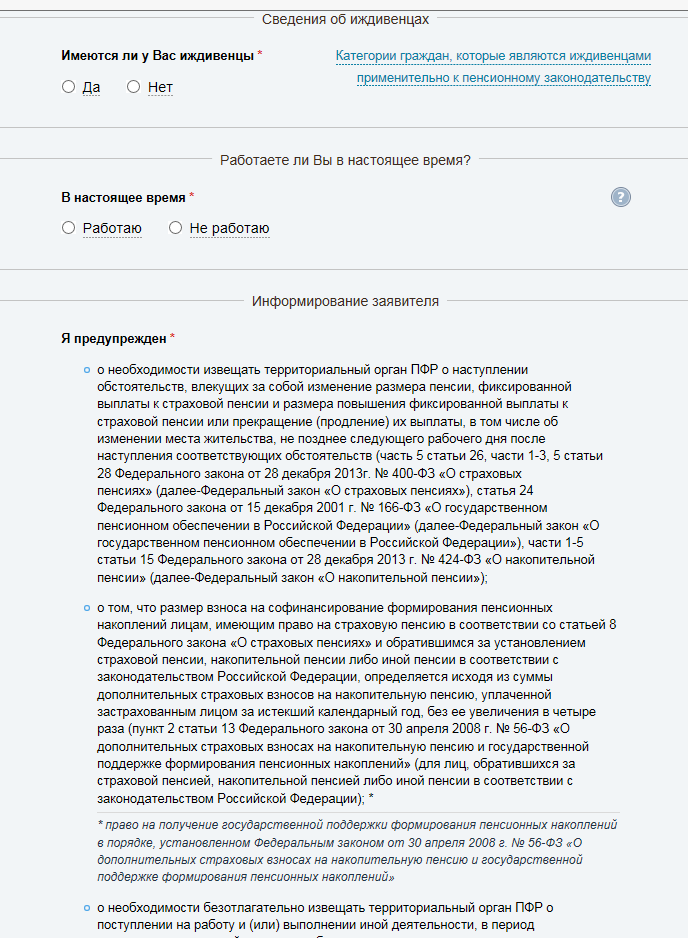 Сведения об иждивенцах
Имеются ли у Вас иждивенцы *
Категории граждан, которые являются иждивенцами
применительно к пенсионному законодательству
Да Нет
Работаете ли Вы в настоящее время?
В настоящее время *
?
Работаю Не работаю
Информирование заявителя
Я предупрежден *
о необходимости извещать территориальный орган ПФР о наступлении
обстоятельств, влекущих за собой изменение размера пенсии, фиксированной
выплаты к страховой пенсии и размера повышения фиксированной выплаты к
страховой пенсии или прекращение (продление) их выплаты, в том числе об
изменении места жительства, не позднее следующего рабочего дня после
наступления соответствующих обстоятельств (часть 5 статьи 26, части 1-3, 5 статьи
28 Федерального закона от 28 декабря 2013г. № 400-ФЗ «О страховых
пенсиях» (далее-Федеральный закон «О страховых пенсиях»), статья 24
Федерального закона от 15 декабря 2001 г. № 166-ФЗ «О государственном
пенсионном обеспечении в Российской Федерации» (далее-Федеральный закон «О
государственном пенсионном обеспечении в Российской Федерации»), части 1-5
статьи 15 Федерального закона от 28 декабря 2013 г. № 424-ФЗ «О накопительной
пенсии» (далее-Федеральный закон «О накопительной пенсии»);
о том, что размер взноса на софинансирование формирования пенсионных
накоплений лицам, имеющим право на страховую пенсию в соответствии со статьей 8
Федерального закона «О страховых пенсиях» и обратившимся за установлением
страховой пенсии, накопительной пенсии либо иной пенсии в соответствии с
законодательством Российской Федерации, определяется исходя из суммы
дополнительных страховых взносов на накопительную пенсию, уплаченной
застрахованным лицом за истекший календарный год, без ее увеличения в четыре
раза (пункт 2 статьи 13 Федерального закона от 30 апреля 2008 г. № 56-ФЗ «О
дополнительных страховых взносах на накопительную пенсию и государственной
поддержке формирования пенсионных накоплений» (для лиц, обратившихся за
страховой пенсией, накопительной пенсией либо иной пенсии в соответствии с
законодательством Российской Федерации); *
* право на получение государственной поддержки формирования пенсионных накоплений
в порядке, установленном Федеральным законом от 30 апреля 2008 г. № 56-ФЗ «О
дополнительных страховых взносах на накопительную пенсию и государственной
поддержке формирования пенсионных накоплений»
о необходимости безотлагательно извещать территориальный орган ПФР о
поступлении на работу и (или) выполнении иной деятельности, в период